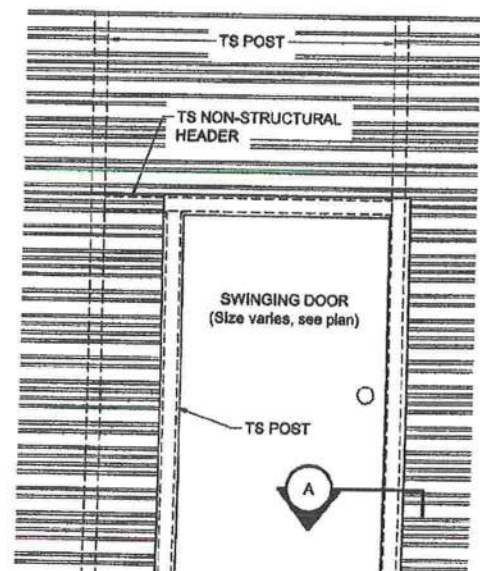 TS POST
TS NON-STRUCTURAL
HEADER
SWINGING DOOR
(Size varies, see plan)
TS POST
A